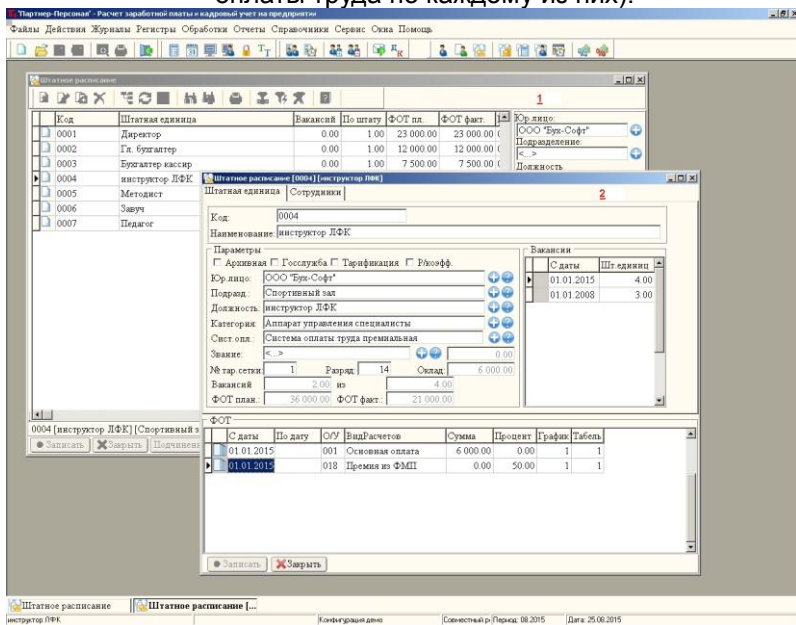 оплаты труда по каждому из них).
'Партнер-Персонал' - Расчет заработной платы и кадровый учет на предприятии
Файлы Действия Журналы Регистры Обработки Отчеты Справочники Сервис Окна Помощь
Штатное расписание
1
Код Штатная единица Вакансий По штату ФОТ пл. ФОТ факт.
0001 Директор 0.00 1.00 23 000.00 23 000.00
0002 Гл. бухгалтер 0.00 1.00 12 000.00 12 000.00
0003 Бухгалтер кассир 0.00 1.00 7 500.00 7 500.00
0004 инструктор ЛФК
0005 Методист
0006 Завуч
0007 Педагог
Юр.лицо:
ООО "Бух-Софт"
Подразделение:
<...>
Должность
0004 [инструктор ЛФК] [Спортивный з
Записать Закрыть Подчинен
Штатное расписание [0004] [инструктор ЛФК]
Штатная единица Сотрудники
2
Код: 0004
Наименование: инструктор ЛФК
Параметры
Архивная Госслужба Тарификация Р/коэфф.
Юр.лицо: ООО "Бух-Софт"
Подразд.: Спортивный зал
Должность: инструктор ЛФК
Категория: Аппарат управления специалисты
Сист.опл.: Система оплаты труда премиальная
Звание: <...> 0.00
№ тар.сетки: 1 Разряд: 14 Оклад: 6 000.00
Вакансий 2.00 из 4.00
ФОТ план.: 36 000.00 ФОТ факт.: 21 000.00
Вакансии
С даты Шт.единиц
01.01.2015 4.00
01.01.2008 3.00
ФОТ
С даты По дату О/У ВидРасчетов Сумма Процент График Табель
01.01.2015 001 Основная оплата 6 000.00 0.00 1 1
01.01.2015 018 Премия из ФМП 0.00 50.00 1 1
Записать Закрыть
Штатное расписание Штатное расписание [...
инструктор ЛФК Конфигурация демо Совместный р Период: 08.2015 Дата: 25.08.2015